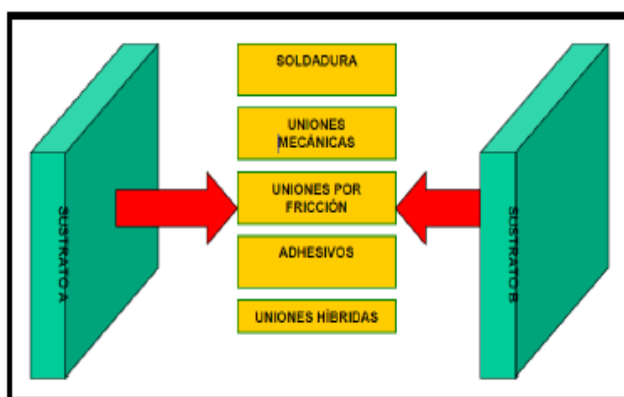 SOLDADURA
UNIONES
MECÁNICAS
UNIONES POR
FRICCIÓN
ADHESIVOS
UNIONES HÍBRIDAS
SUSTRATO A
SUSTRATO B